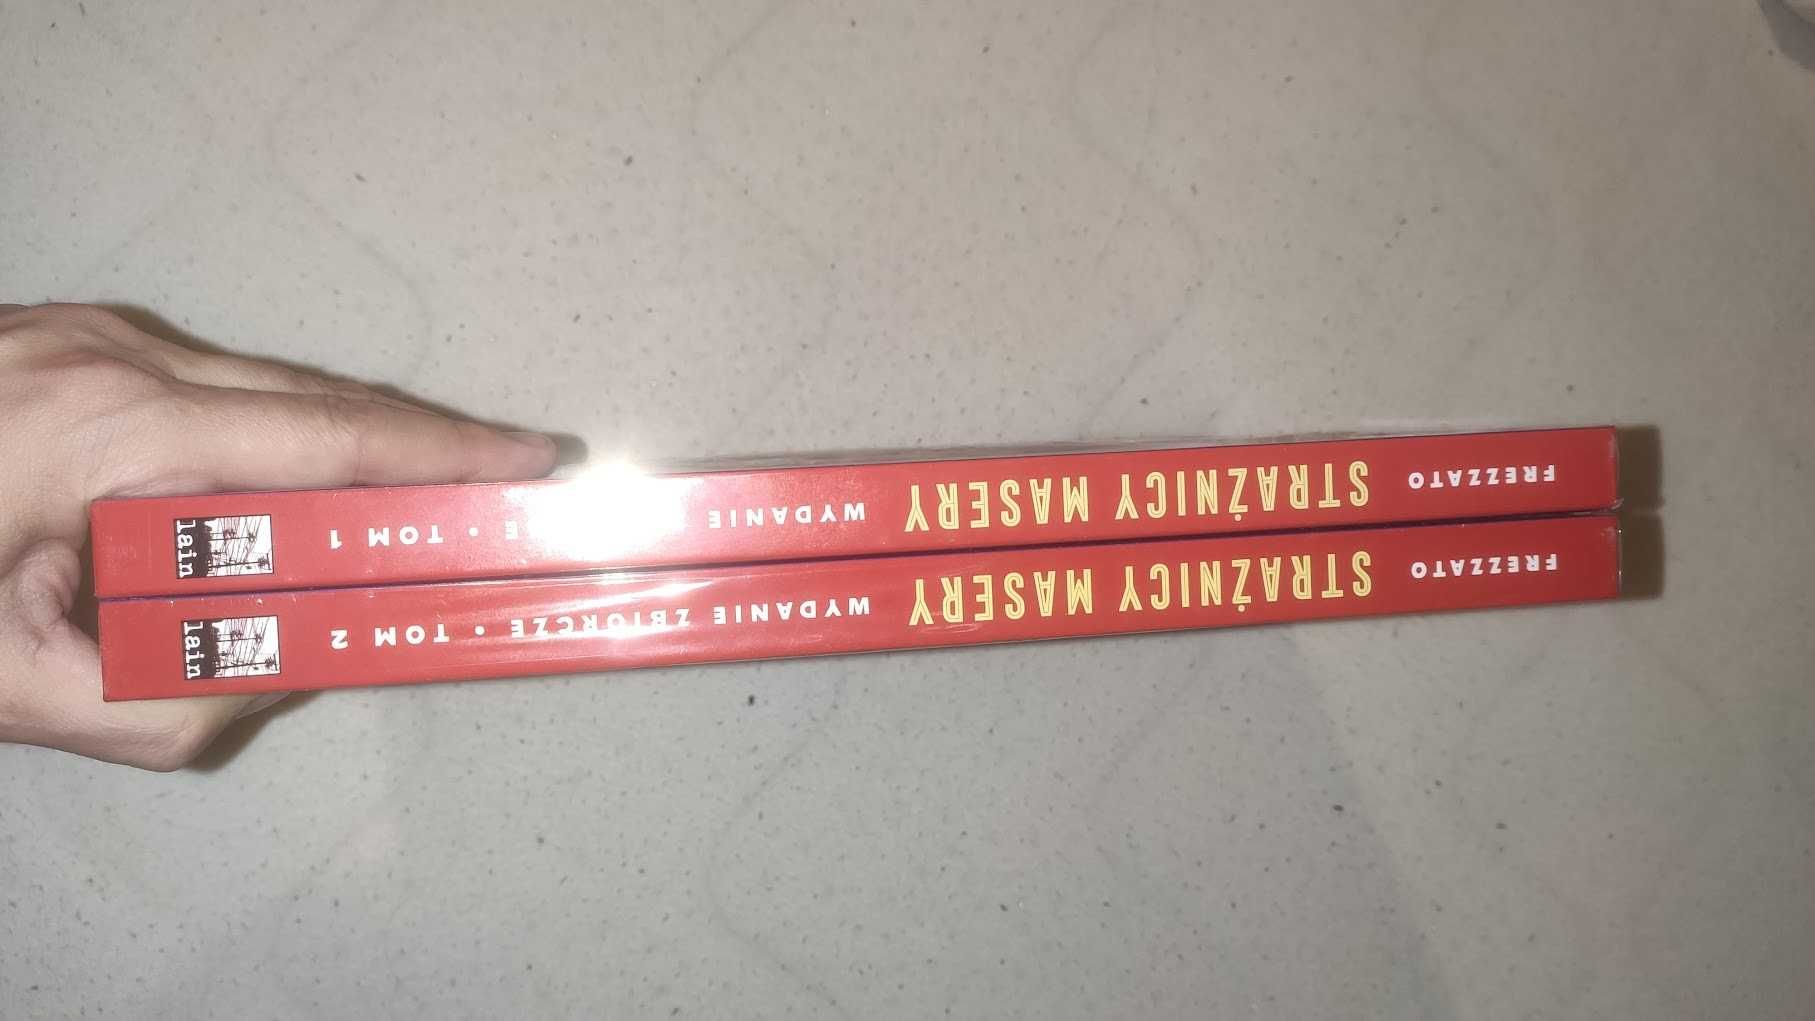 FREZZATO STRAŻNICY MASERY WYDANIE E • TOM 1 lain
FREZZATO STRAŻNICY MASERY WYDANIE ZBIORCZE • TOM 2 lain